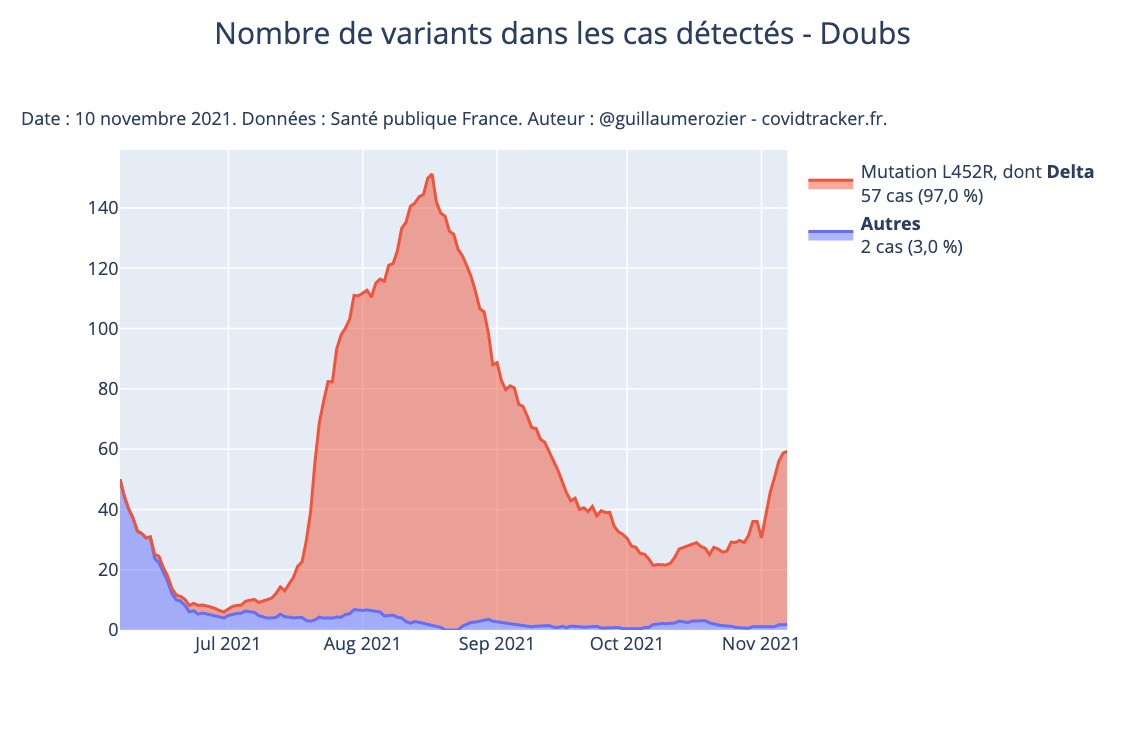 Nombre de variants dans les cas détectés - Doubs
Date : 10 novembre 2021. Données : Santé publique France. Auteur : @guillaumerozier - covidtracker.fr.
Mutation L452R, dont Delta
57 cas (97,0 %)
Autres
2 cas (3,0 %)
140
120
100
80
60
40
20
0
Jul 2021
Aug 2021
Sep 2021
Oct 2021
Nov 2021